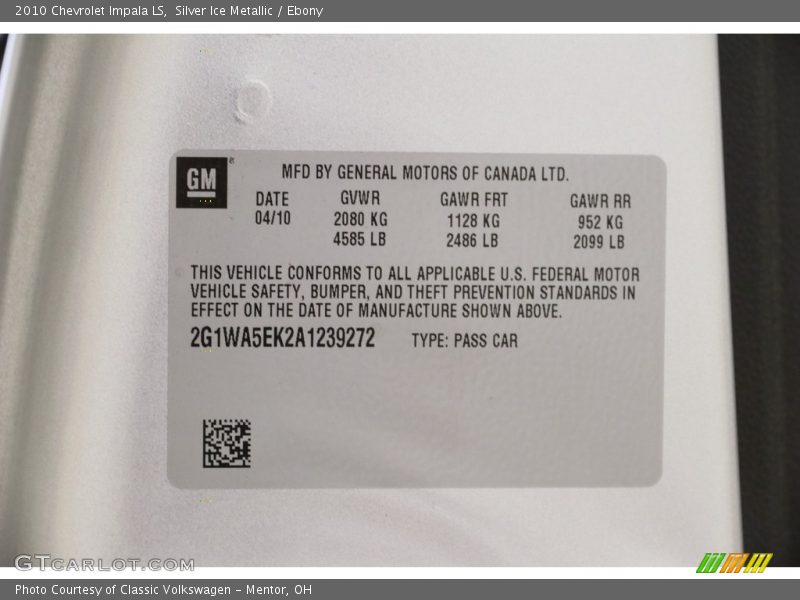 2010 Chevrolet Impala LS, Silver Ice Metallic / Ebony
GM
MFD BY GENERAL MOTORS OF CANADA LTD.
DATE GVWR GAWR FRT GAWR RR
04/10 2080 KG 1128 KG 952 KG
4585 LB 2486 LB 2099 LB
THIS VEHICLE CONFORMS TO ALL APPLICABLE U.S. FEDERAL MOTOR
VEHICLE SAFETY, BUMPER, AND THEFT PREVENTION STANDARDS IN
EFFECT ON THE DATE OF MANUFACTURE SHOWN ABOVE.
2G1WA5EK2A1239272 TYPE: PASS CAR
GTCARLOT.COM
Photo Courtesy of Classic Volkswagen - Mentor, OH